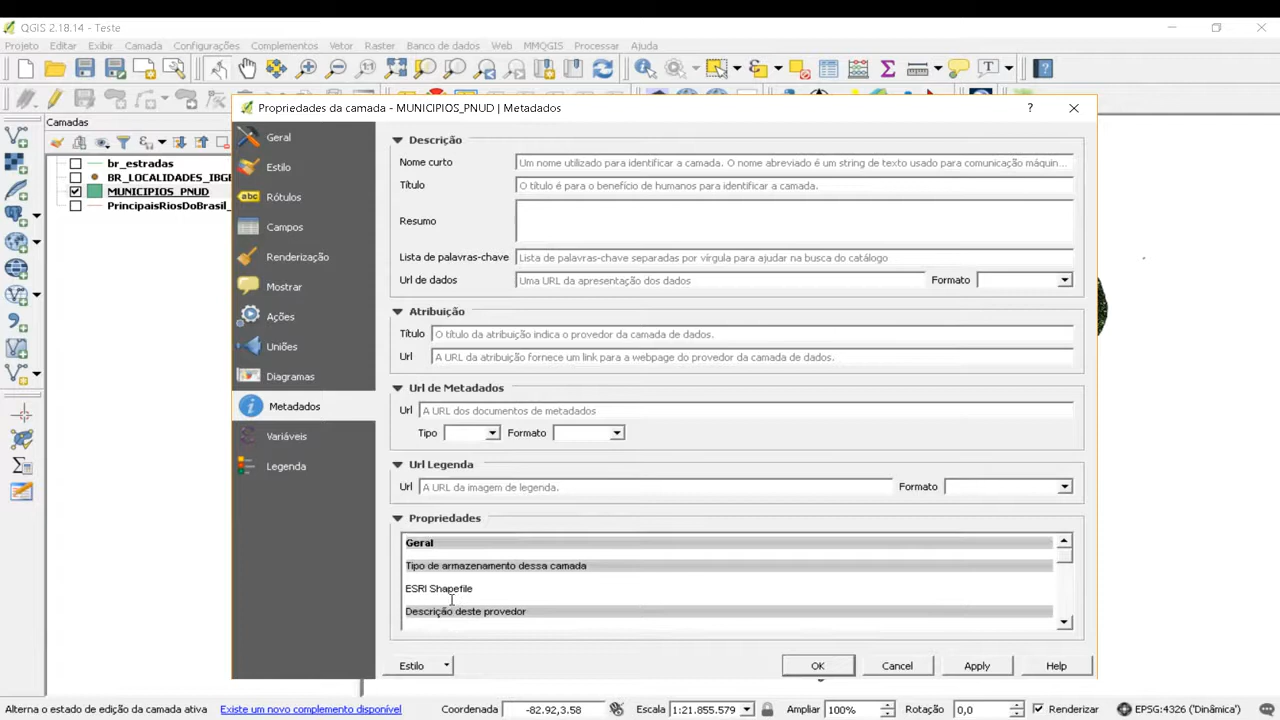 QGIS 2.18.14 - Teste
Projeto Editar Exibir Camada Configurações Complementos Vetor Raster Banco de dados Web MMQGIS Processar Ajuda
Camadas
br_estradas
BR_LOCALIDADES_IBGE
MUNICIPIOS_PNUD
PrincipaisRiosDoBrasil_
Propriedades da camada - MUNICIPIOS_PNUD | Metadados
Geral
Estilo
abc Rótulos
Campos
Renderização
Mostrar
Ações
Uniões
Diagramas
Metadados
Variáveis
Legenda
Descrição
Nome curto Um nome utilizado para identificar a camada. O nome abreviado é um string de texto usado para comunicação máquin...
Título O título é para o benefício de humanos para identificar a camada.
Resumo
Lista de palavras-chave Lista de palavras-chave separadas por vírgula para ajudar na busca do catálogo
Url de dados Uma URL da apresentação dos dados Formato
Atribuição
Título O título da atribuição indica o provedor da camada de dados.
Url A URL da atribuição fornece um link para a webpage do provedor da camada de dados.
Url de Metadados
Url A URL dos documentos de metadados
Tipo Formato
Url Legenda
Url A URL da imagem de legenda. Formato
Propriedades
Geral
Tipo de armazenamento dessa camada
ESRI Shapefile
Descrição deste provedor
Estilo OK Cancel Apply Help
Alterna o estado de edição da camada ativa Existe um novo complemento disponível Coordenada -82.92,3.58 Escala 1:21.855.579 Ampliar 100% Rotação 0,0 Renderizar EPSG:4326 ('Dinâmica')